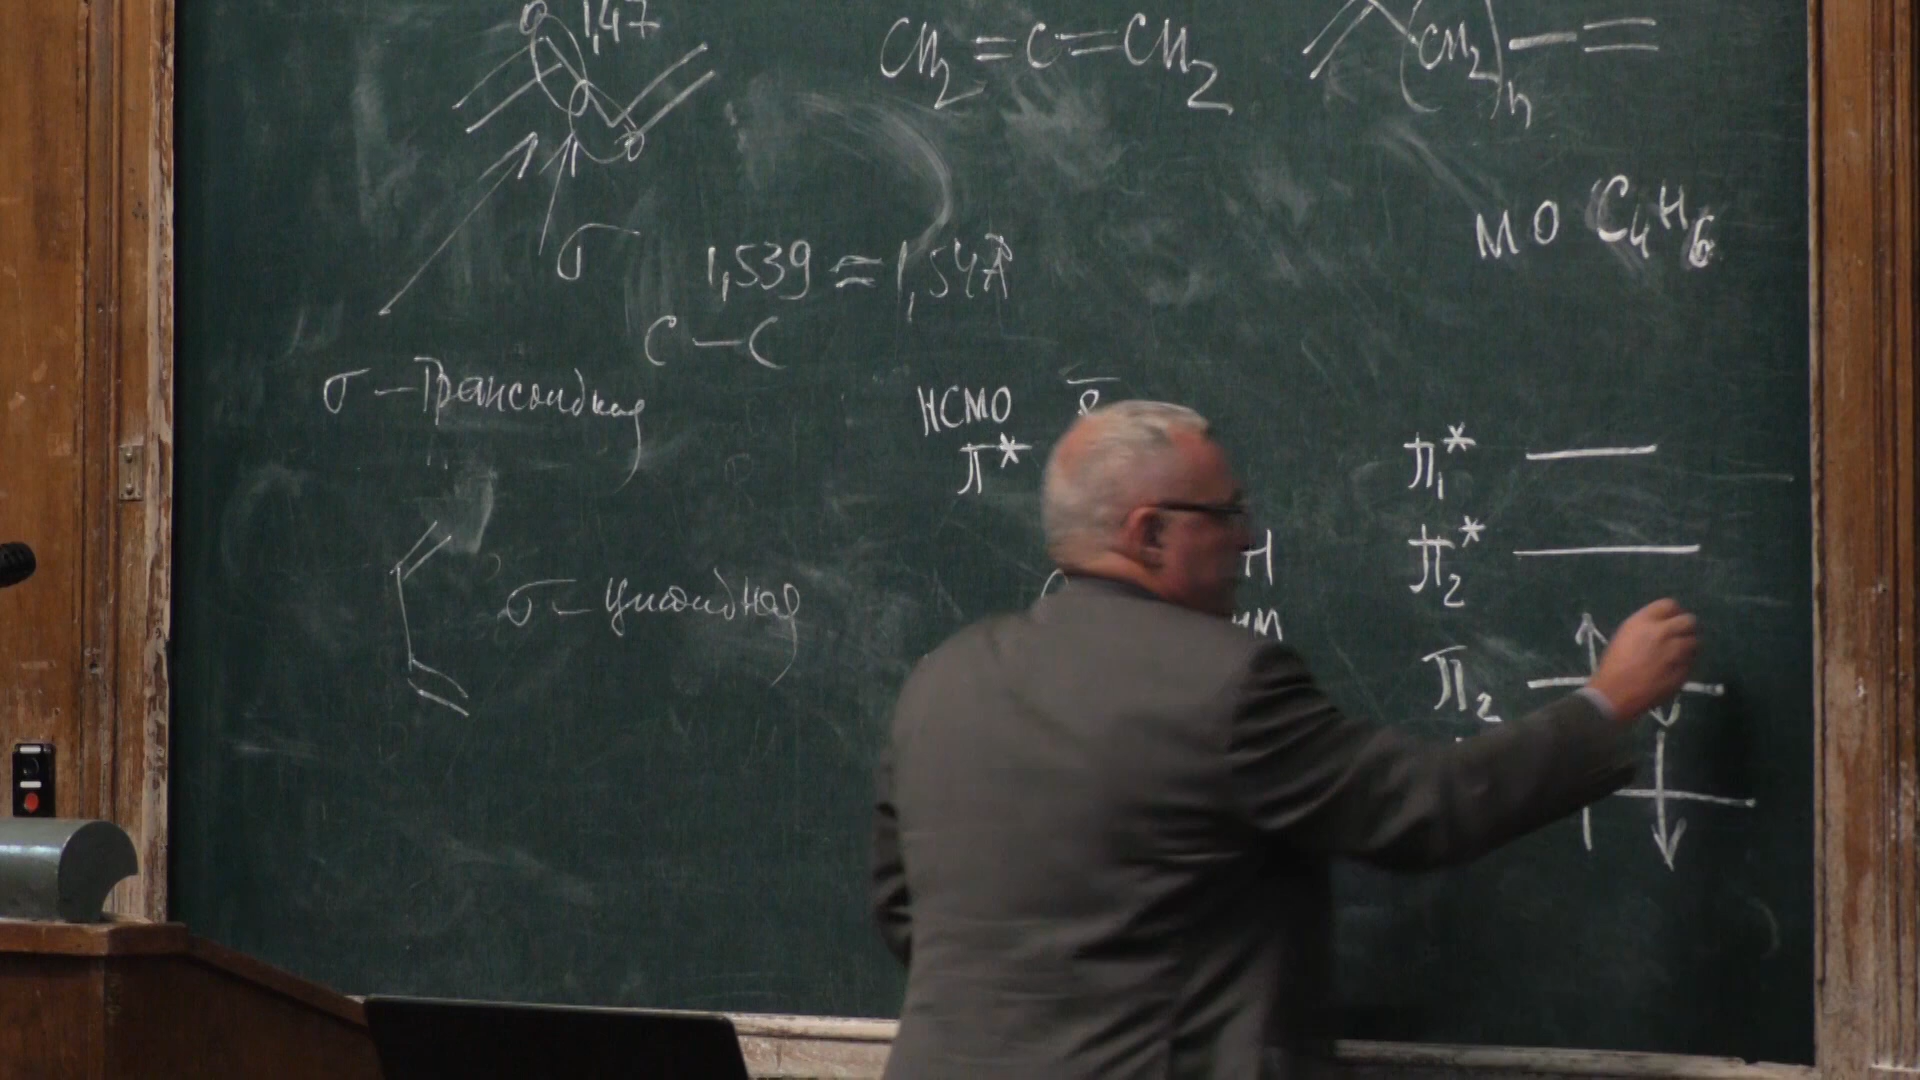 1,47
CH₂=C=CH₂
(CH₂)n
МО C₄H₆
σ
1,539 ≈ 1,54Å
C–C
σ – Трансоидная
НСМО
π*
π₁*
π₂*
σ – цисоидная
π₂